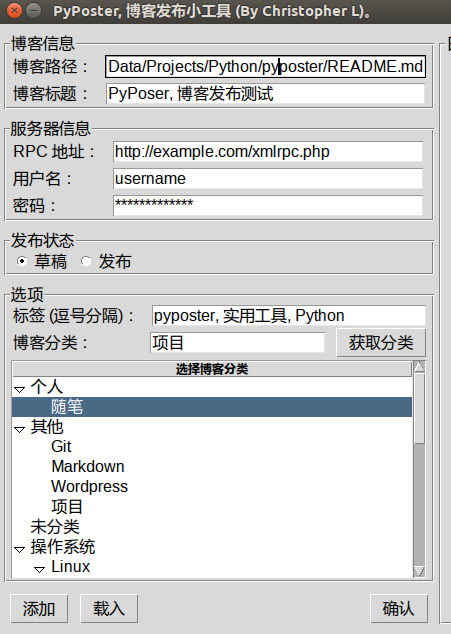 PyPoster, 博客发布小工具 (By Christopher L)。
博客信息
博客路径： Data/Projects/Python/pyposter/README.md
博客标题： PyPoser, 博客发布测试
服务器信息
RPC 地址： http://example.com/xmlrpc.php
用户名： username
密码： *************
发布状态
草稿 发布
选项
标签 (逗号分隔)： pyposter, 实用工具, Python
博客分类： 项目 获取分类
选择博客分类
个人
随笔
其他
Git
Markdown
Wordpress
项目
未分类
操作系统
Linux
添加 载入 确认